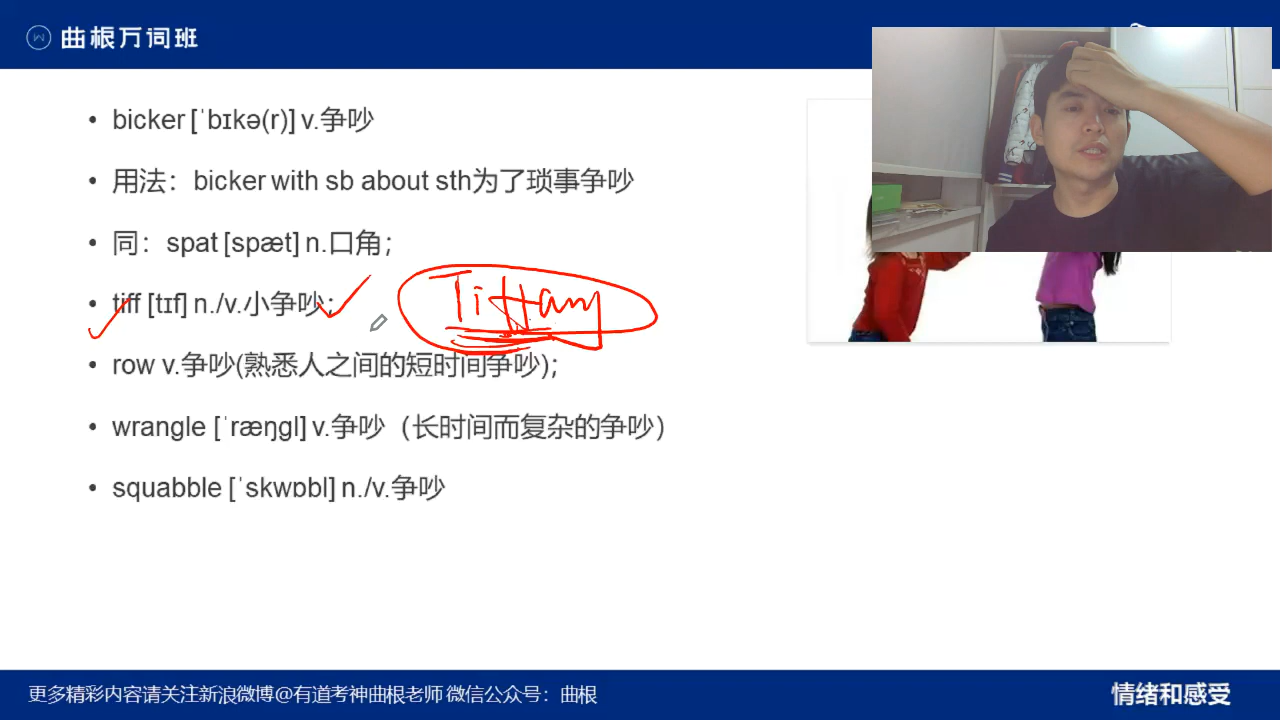 曲根万词班
bicker [ˈbɪkə(r)] v.争吵
用法：bicker with sb about sth为了琐事争吵
同：spat [spæt] n.口角；
tiff [tɪf] n./v.小争吵；
Tiffany
row v.争吵(熟悉人之间的短时间争吵)；
wrangle [ˈræŋgl] v.争吵（长时间而复杂的争吵）
squabble [ˈskwɒbl] n./v.争吵
更多精彩内容请关注新浪微博@有道考神曲根老师 微信公众号：曲根
情绪和感受